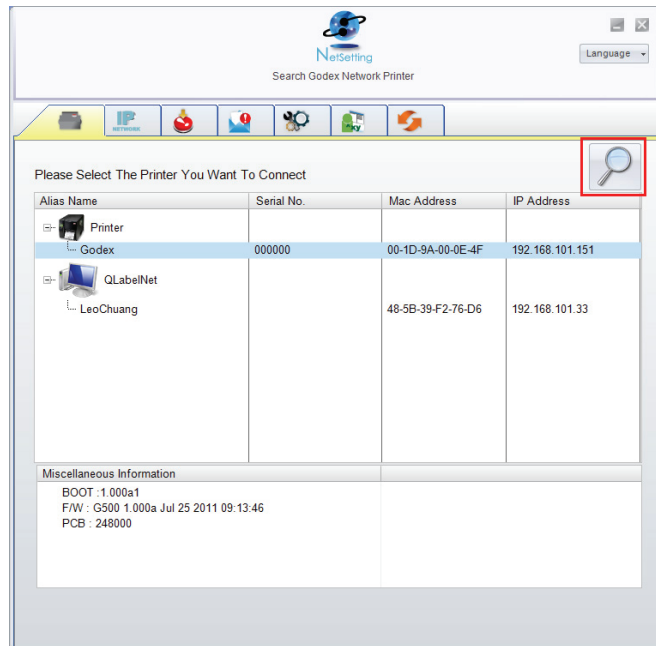 NetSetting
Language
Search Godex Network Printer
IP
NETWORK
Aky
Please Select The Printer You Want To Connect
Alias Name Serial No. Mac Address IP Address
Printer
Godex 000000 00-1D-9A-00-0E-4F 192.168.101.151
QLabelNet
LeoChuang 48-5B-39-F2-76-D6 192.168.101.33
Miscellaneous Information
BOOT :1.000a1
F/W : G500 1.000a Jul 25 2011 09:13:46
PCB : 248000